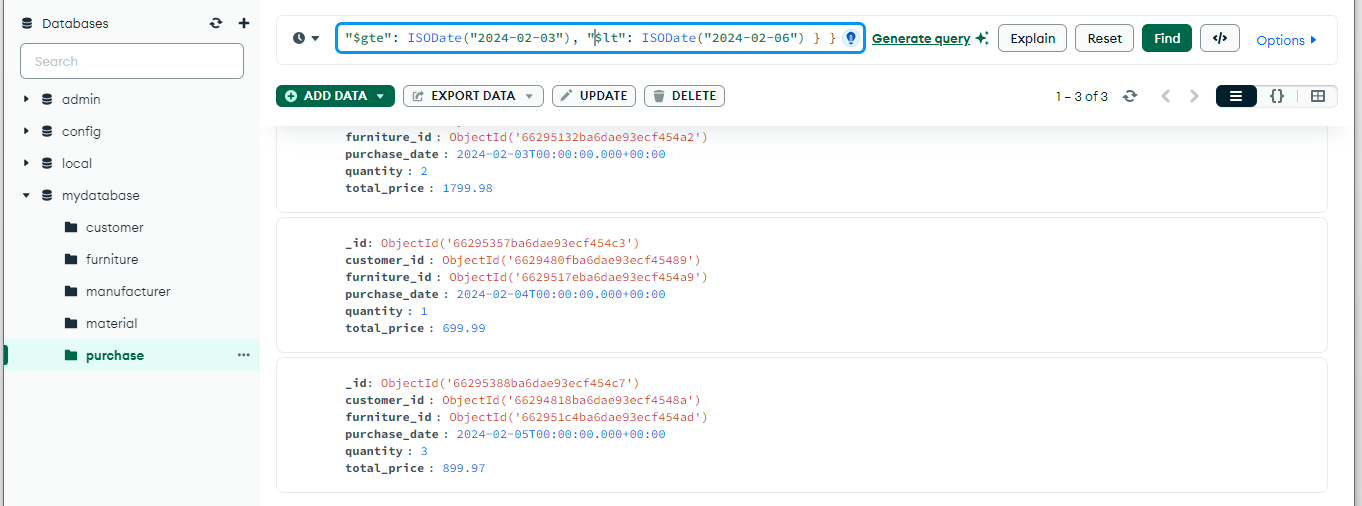 Databases
Search
admin
config
local
mydatabase
customer
furniture
manufacturer
material
purchase
"$gte": ISODate("2024-02-03"), "$lt": ISODate("2024-02-06") } }
Generate query
Explain
Reset
Find
</>
Options
ADD DATA
EXPORT DATA
UPDATE
DELETE
1 – 3 of 3
{}
furniture_id : ObjectId('66295132ba6dae93ecf454a2')
purchase_date : 2024-02-03T00:00:00.000+00:00
quantity : 2
total_price : 1799.98
_id: ObjectId('66295357ba6dae93ecf454c3')
customer_id : ObjectId('6629480fba6dae93ecf45489')
furniture_id : ObjectId('6629517eba6dae93ecf454a9')
purchase_date : 2024-02-04T00:00:00.000+00:00
quantity : 1
total_price : 699.99
_id: ObjectId('66295388ba6dae93ecf454c7')
customer_id : ObjectId('66294818ba6dae93ecf4548a')
furniture_id : ObjectId('662951c4ba6dae93ecf454ad')
purchase_date : 2024-02-05T00:00:00.000+00:00
quantity : 3
total_price : 899.97